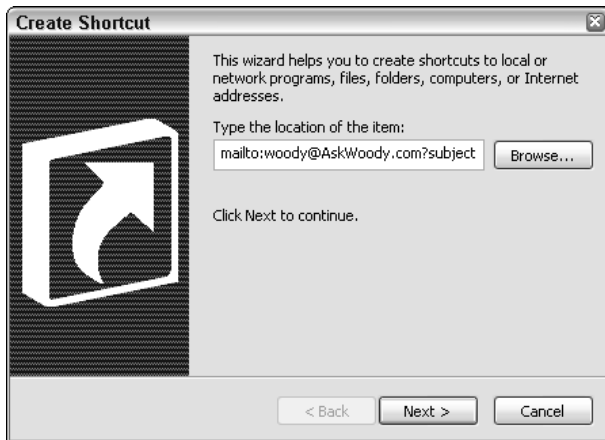 Create Shortcut
This wizard helps you to create shortcuts to local or
network programs, files, folders, computers, or Internet
addresses.
Type the location of the item:
mailto:woody@AskWoody.com?subject
Browse...
Click Next to continue.
< Back
Next >
Cancel